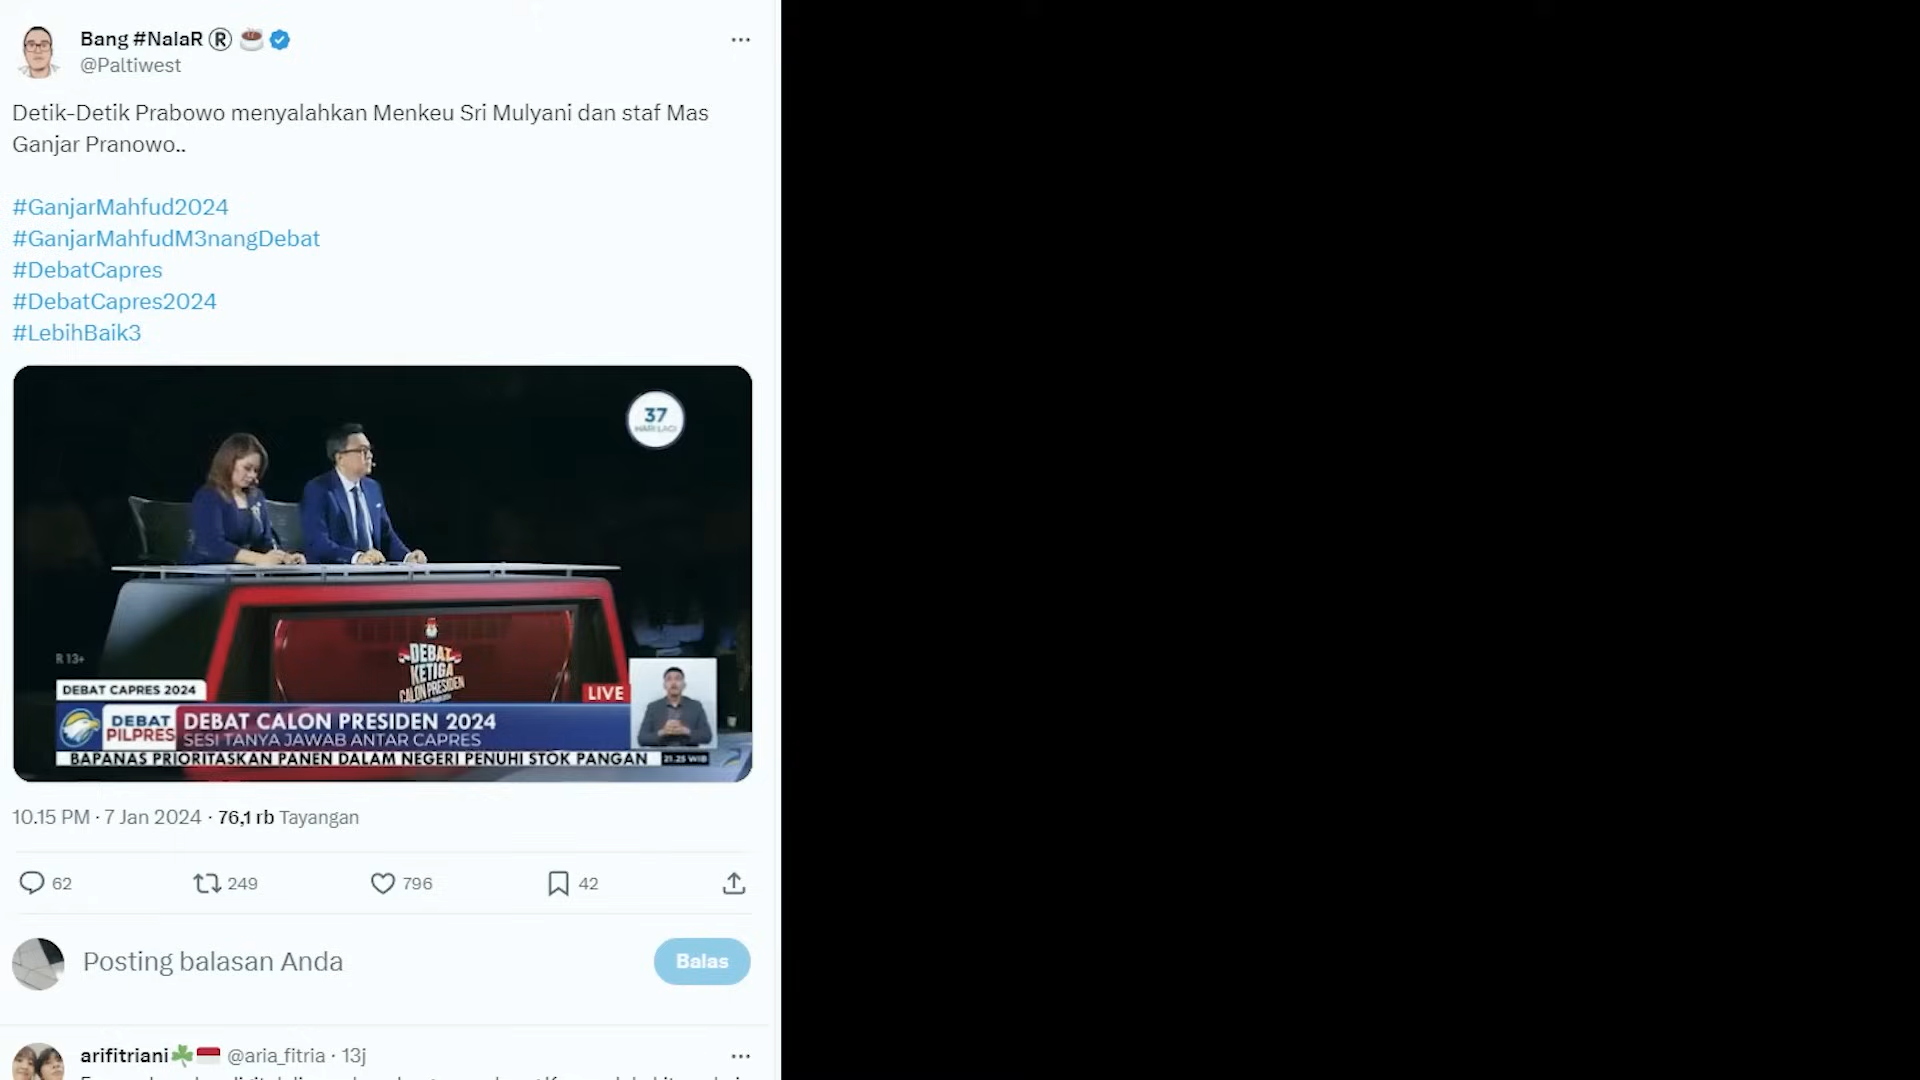 Bang #NalaR Ⓡ ☕
@Paltiwest
Detik-Detik Prabowo menyalahkan Menkeu Sri Mulyani dan staf Mas
Ganjar Pranowo..
#GanjarMahfud2024
#GanjarMahfudM3nangDebat
#DebatCapres
#DebatCapres2024
#LebihBaik3
37
HARI LAGI
DEBAT
KETIGA
CALON PRESIDEN
R 13+
DEBAT CAPRES 2024
LIVE
DEBAT
PILPRES
DEBAT CALON PRESIDEN 2024
SESI TANYA JAWAB ANTAR CAPRES
BAPANAS PRIORITASKAN PANEN DALAM NEGERI PENUHI STOK PANGAN
21.25 WIB
10.15 PM · 7 Jan 2024 · 76,1 rb Tayangan
62 249 796 42
Posting balasan Anda
Balas
arifitriani☘️🇮🇩 @aria_fitria · 13j